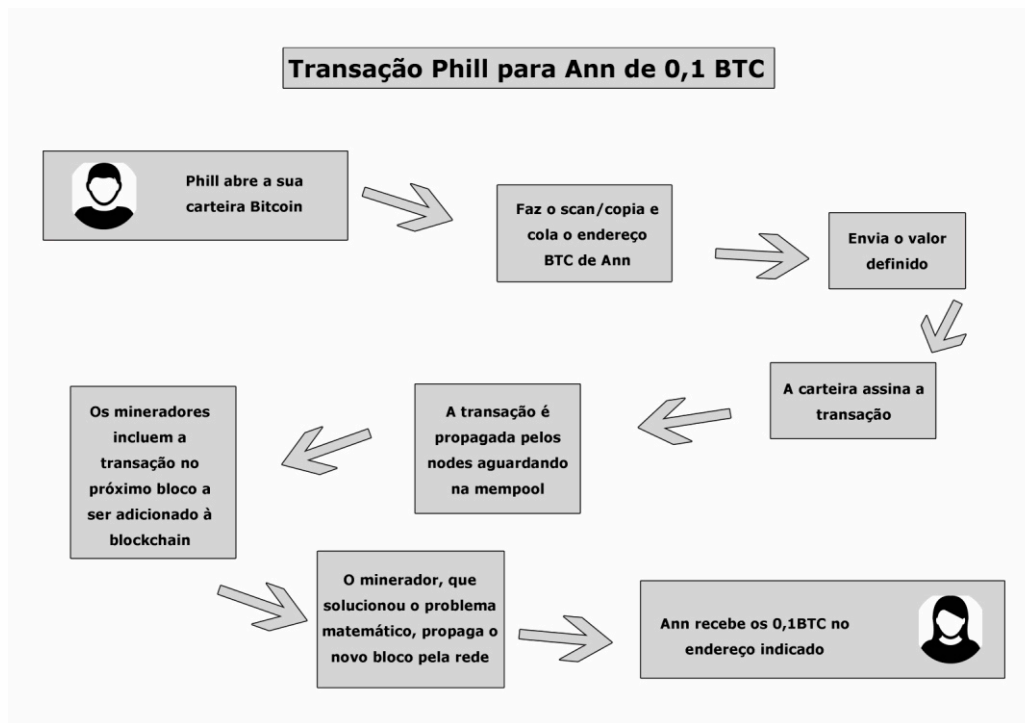 Transação Phill para Ann de 0,1 BTC
Phill abre a sua
carteira Bitcoin
Faz o scan/copia e
cola o endereço
BTC de Ann
Envia o valor
definido
A carteira assina a
transação
A transação é
propagada pelos
nodes aguardando
na mempool
Os mineradores
incluem a
transação no
próximo bloco a
ser adicionado à
blockchain
O minerador, que
solucionou o problema
matemático, propaga o
novo bloco pela rede
Ann recebe os 0,1BTC no
endereço indicado